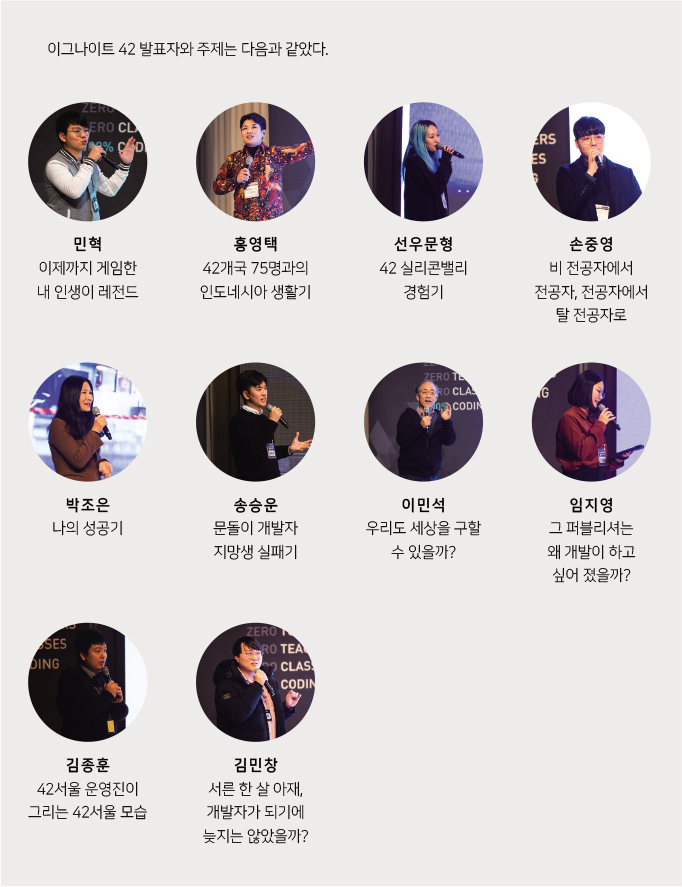 이그나이트 42 발표자와 주제는 다음과 같았다.
ZERO
ZERO CLA
00% CODI
민혁
이제까지 게임한
내 인생이 레전드
홍영택
42개국 75명과의
인도네시아 생활기
선우문형
42 실리콘밸리
경험기
ERS
ES
G
손중영
비 전공자에서
전공자, 전공자에서
탈 전공자로
박조은
나의 성공기
송승운
문돌이 개발자
지망생 실패기
ZERO TE
ZERO CLAS
CODIN
이민석
우리도 세상을 구할
수 있을까?
NG
임지영
그 퍼블리셔는
왜 개발이 하고
싶어 졌을까?
SSES
DING
김종훈
42서울 운영진이
그리는 42서울 모습
ZERO
RO TEAC
RO CLASS
CODIN
김민창
서른 한 살 아재,
개발자가 되기에
늦지는 않았을까?